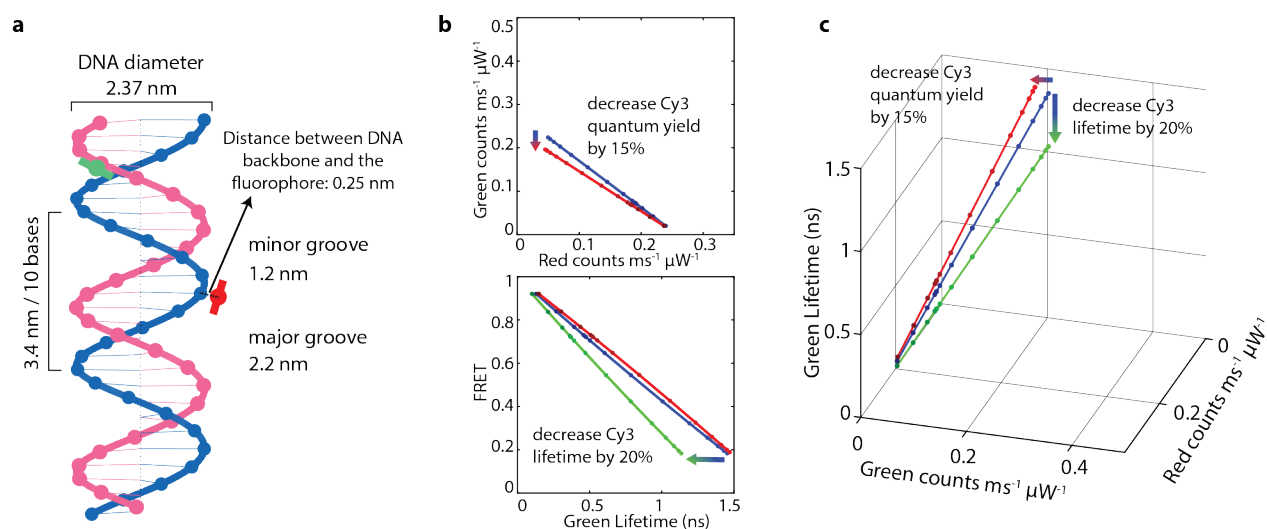 a
DNA diameter
2.37 nm
Distance between DNA
backbone and the
fluorophore: 0.25 nm
minor groove
1.2 nm
major groove
2.2 nm
3.4 nm / 10 bases
b
0.5
0.4
0.3
0.2
0.1
0
Green counts ms⁻¹ µW⁻¹
decrease Cy3
quantum yield
by 15%
0
0.1
0.2
0.3
Red counts ms⁻¹ µW⁻¹
1
0.8
0.6
0.4
0.2
0
FRET
decrease Cy3
lifetime by 20%
0
0.5
1
1.5
Green Lifetime (ns)
c
decrease Cy3
quantum yield
by 15%
decrease Cy3
lifetime by 20%
1.5
1
0.5
0
Green Lifetime (ns)
0
0.2
0.4
Green counts ms⁻¹ µW⁻¹
0
0.2
Red counts ms⁻¹ µW⁻¹